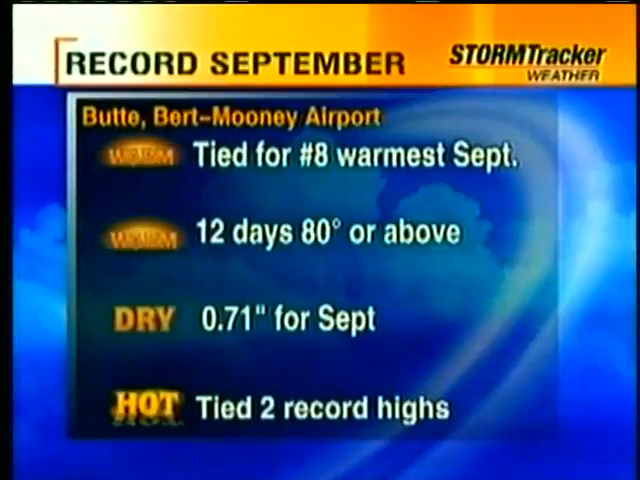 RECORD SEPTEMBER
STORMTracker
WEATHER
Butte, Bert-Mooney Airport
WARM Tied for #8 warmest Sept.
WARM 12 days 80° or above
DRY 0.71" for Sept
HOT Tied 2 record highs